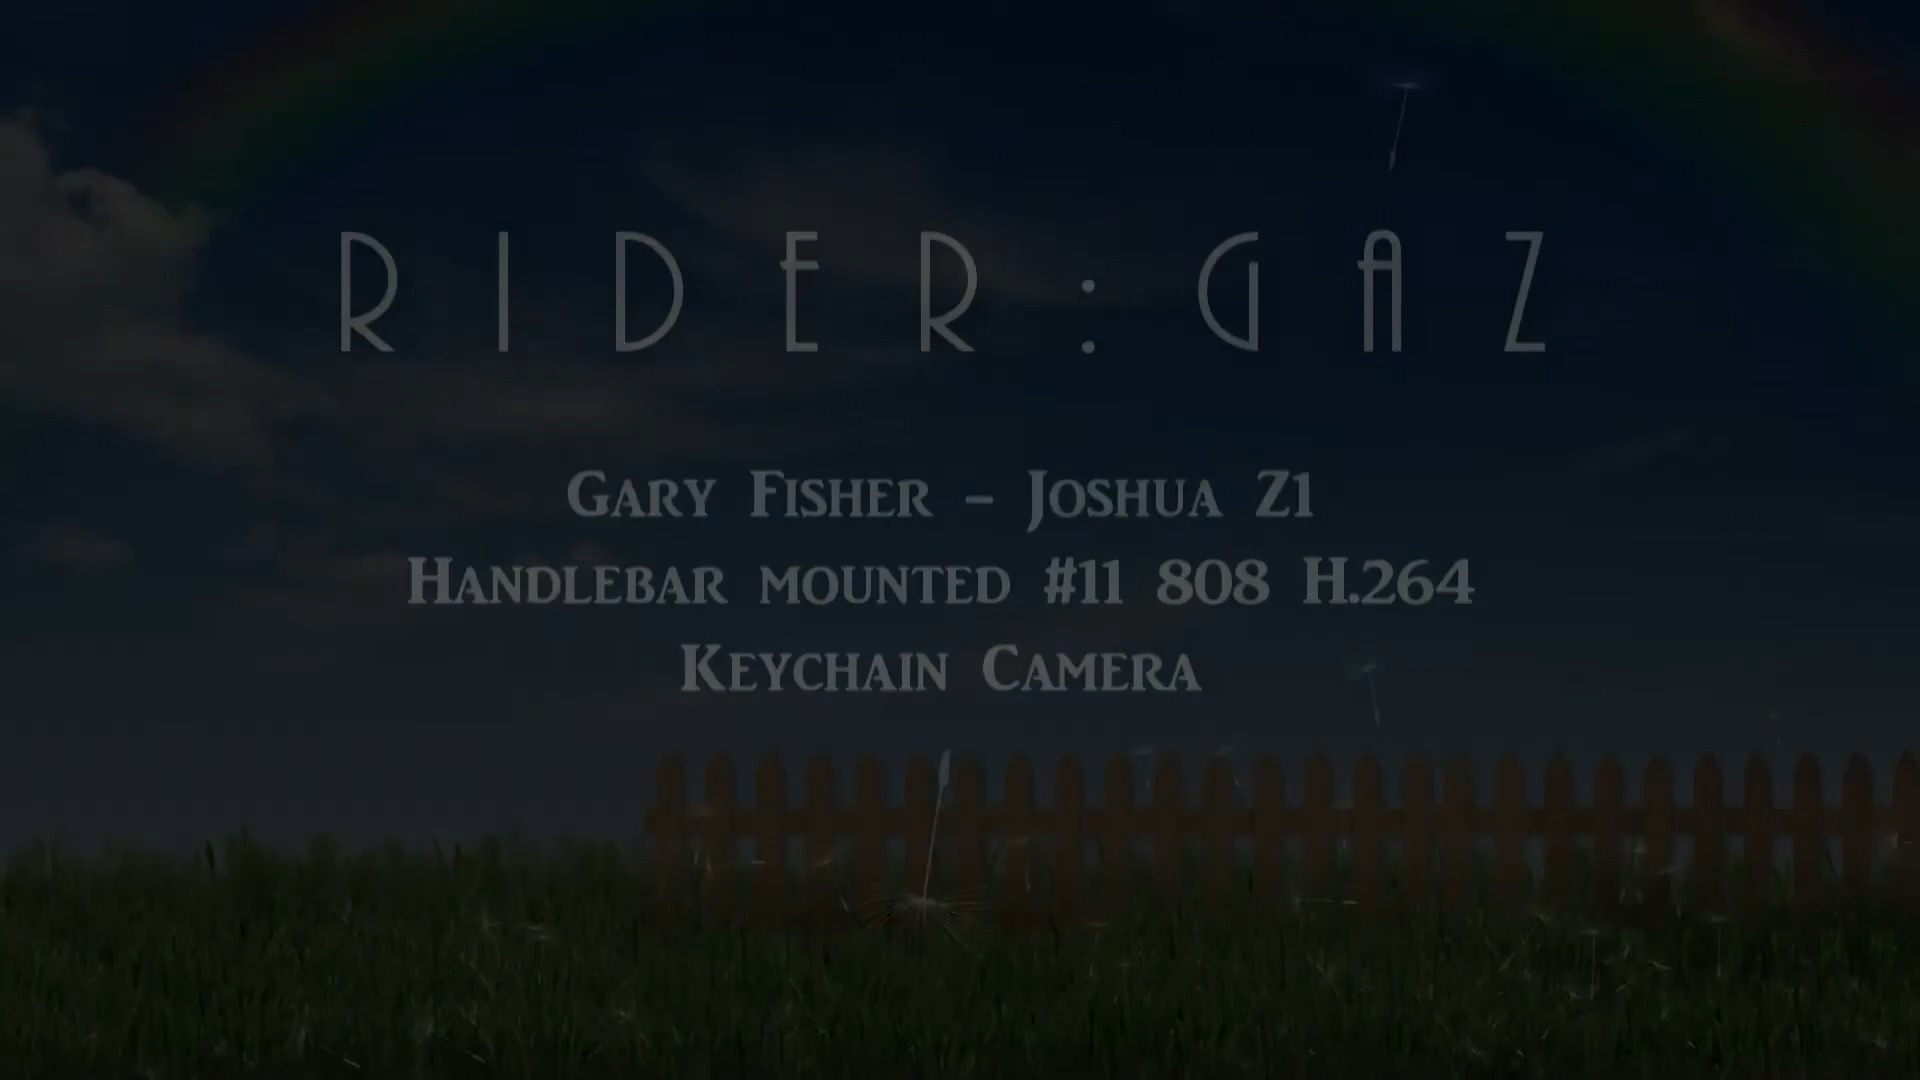 RIDER:GAZ
Gary Fisher – Joshua Z1
Handlebar mounted #11 808 H.264
Keychain Camera